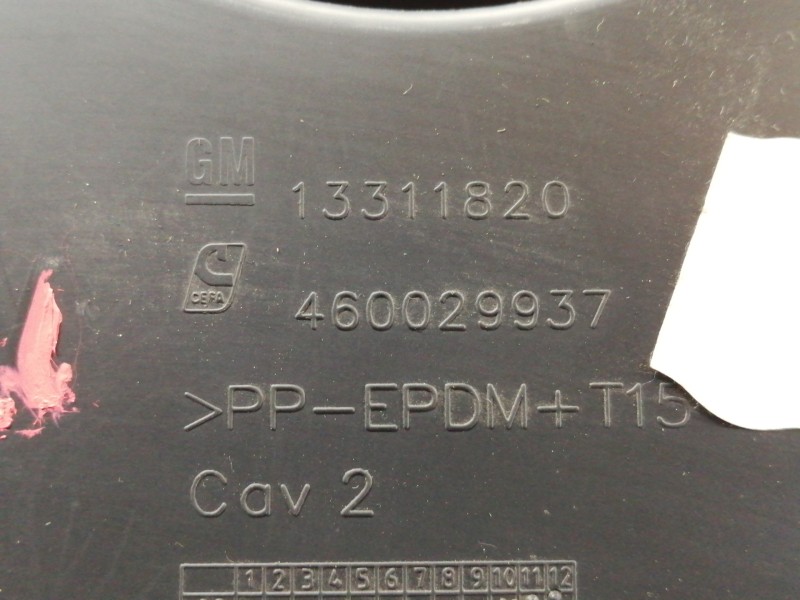 GM 13311820
CEFA 460029937
>PP-EPDM+T15
Cav 2
1 2 3 4 5 6 7 8 9 10 11 12